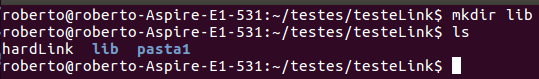 roberto@roberto-Aspire-E1-531:~/testes/testeLink$ mkdir lib
roberto@roberto-Aspire-E1-531:~/testes/testeLink$ ls
hardLink  lib  pasta1
roberto@roberto-Aspire-E1-531:~/testes/testeLink$